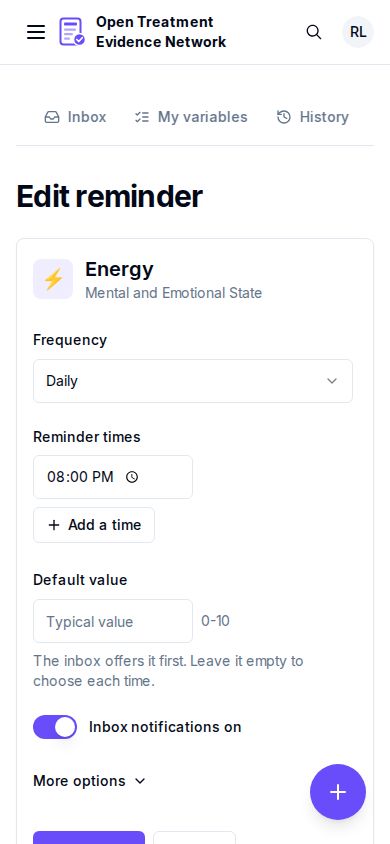 Open Treatment
Evidence Network
RL
Inbox
My variables
History
Edit reminder
Energy
Mental and Emotional State
Frequency
Daily
Reminder times
08:00 PM
Add a time
Default value
Typical value
0-10
The inbox offers it first. Leave it empty to
choose each time.
Inbox notifications on
More options